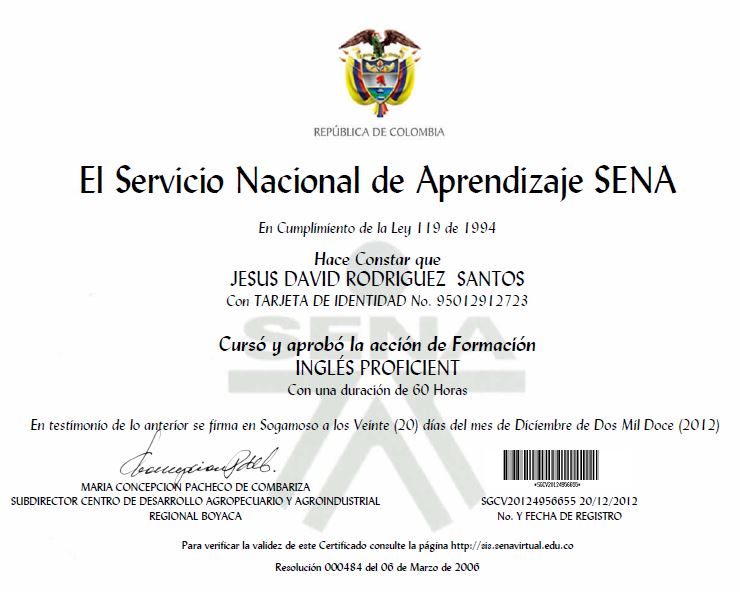 REPÚBLICA DE COLOMBIA
El Servicio Nacional de Aprendizaje SENA
En Cumplimiento de la Ley 119 de 1994
Hace Constar que
JESUS DAVID RODRIGUEZ SANTOS
Con TARJETA DE IDENTIDAD No. 95012912723
SENA
Cursó y aprobó la acción de Formación
INGLÉS PROFICIENT
Con una duración de 60 Horas
En testimonio de lo anterior se firma en Sogamoso a los Veinte (20) días del mes de Diciembre de Dos Mil Doce (2012)
MARIA CONCEPCION PACHECO DE COMBARIZA
SUBDIRECTOR CENTRO DE DESARROLLO AGROPECUARIO Y AGROINDUSTRIAL
REGIONAL BOYACA
*SGCV20124956655*
SGCV20124956655 20/12/2012
No. Y FECHA DE REGISTRO
Para verificar la validez de este Certificado consulte la página http://sis.senavirtual.edu.co
Resolución 000484 del 06 de Marzo de 2006